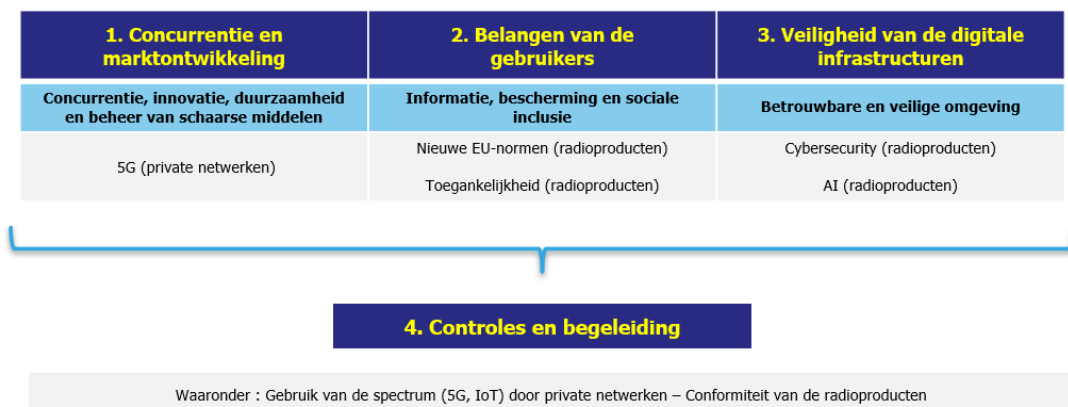 1. Concurrentie en
marktontwikkeling
2. Belangen van de
gebruikers
3. Veiligheid van de digitale
infrastructuren
Concurrentie, innovatie, duurzaamheid
en beheer van schaarse middelen
Informatie, bescherming en sociale
inclusie
Betrouwbare en veilige omgeving
5G (private netwerken)
Nieuwe EU-normen (radioproducten)
Toegankelijkheid (radioproducten)
Cybersecurity (radioproducten)
AI (radioproducten)
4. Controles en begeleiding
Waaronder : Gebruik van de spectrum (5G, IoT) door private netwerken – Conformiteit van de radioproducten